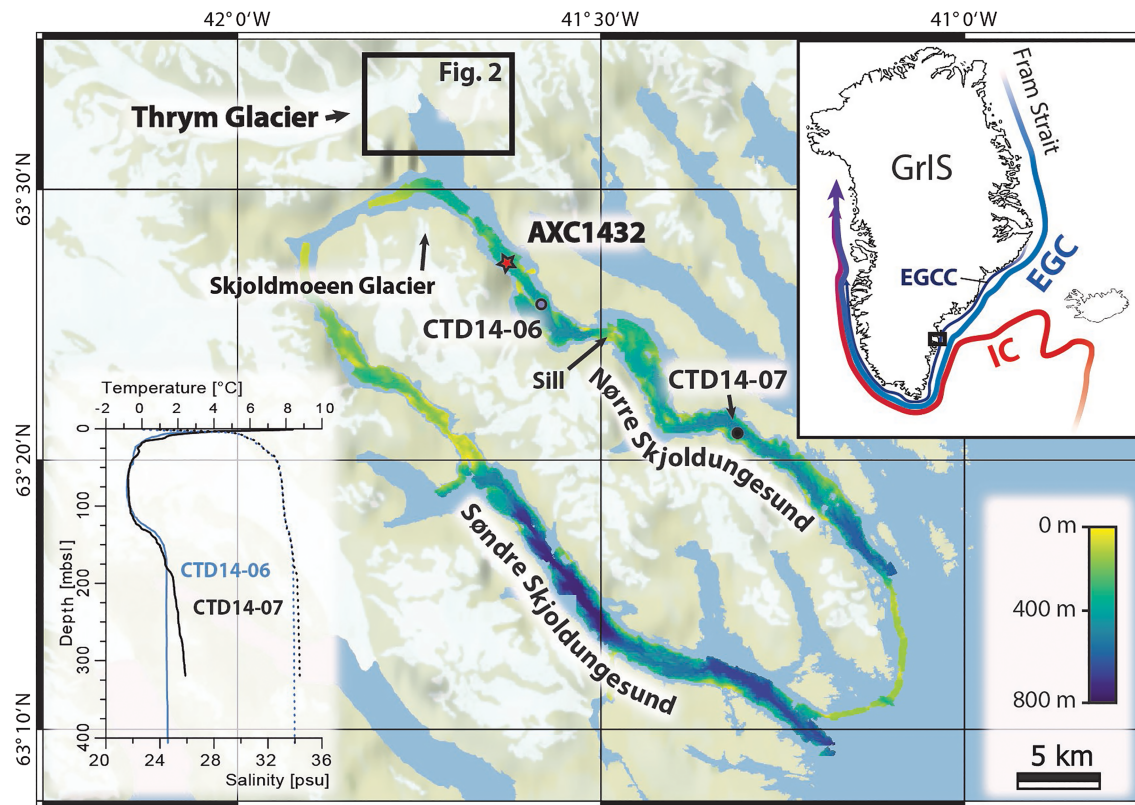 42°0'W
41°30'W
41°0'W
63°30'N
63°20'N
63°10'N
Fig. 2
Thrym Glacier
AXC1432
Skjoldmoeen Glacier
CTD14-06
Sill
CTD14-07
Nørre Skjoldungesund
Søndre Skjoldungesund
Fram Strait
GrIS
EGCC
EGC
IC
Temperature [°C]
-2 0 2 4 6 8 10
Depth [mbsl]
0
100
200
300
400
CTD14-06
CTD14-07
20 24 28 32 36
Salinity [psu]
0 m
400 m
800 m
5 km